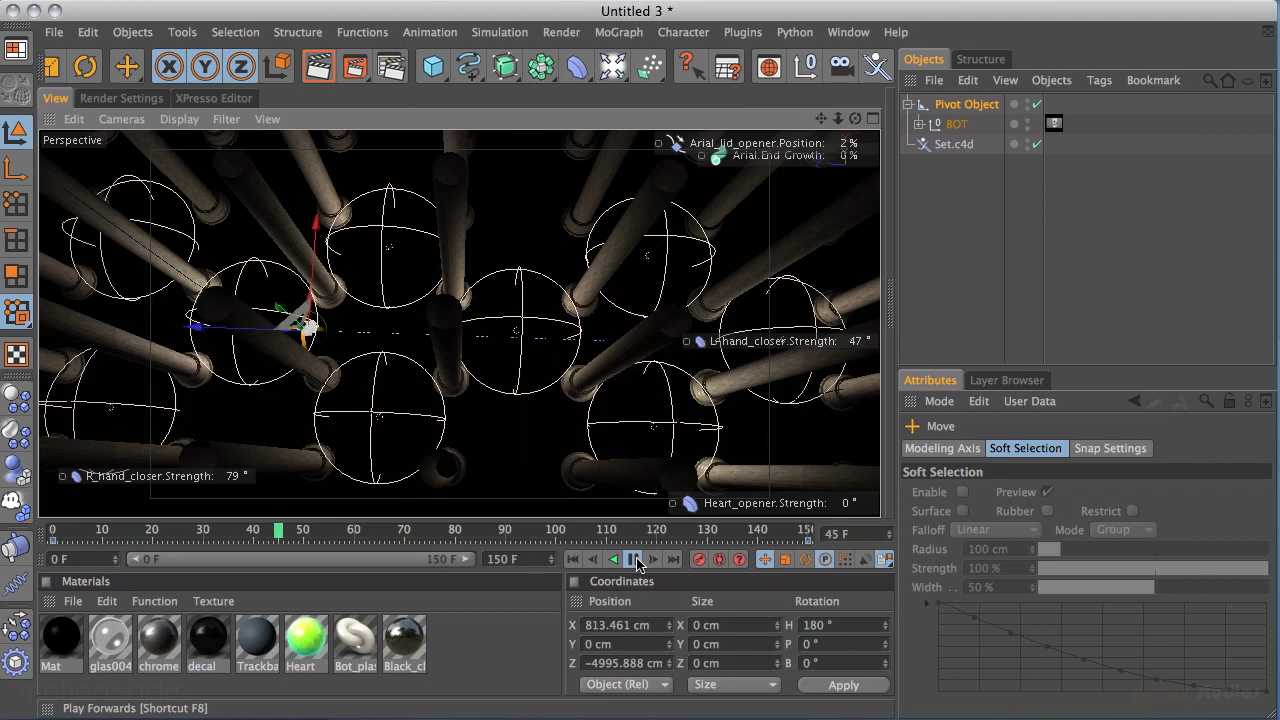 Untitled 3 *
File Edit Objects Tools Selection Structure Functions Animation Simulation Render MoGraph Character Plugins Python Window Help
View Render Settings XPresso Editor
Edit Cameras Display Filter View
Perspective
Arial_lid_opener.Position: 2 %
Arial.End Growth: 0 %
L-hand_closer.Strength: 47 °
R_hand_closer.Strength: 79 °
Heart_opener.Strength: 0 °
0 10 20 30 40 50 60 70 80 90 100 110 120 130 140 15 45 F
0 F 0 F 150 F 150 F
Materials
File Edit Function Texture
Mat glas004 chrome decal Trackba Heart Bot_plas Black_cl
Coordinates
Position Size Rotation
X 813.461 cm X 0 cm H 180 °
Y 0 cm Y 0 cm P 0 °
Z -4995.888 cm Z 0 cm B 0 °
Object (Rel) Size Apply
Play Forwards [Shortcut F8]
Objects Structure
File Edit View Objects Tags Bookmark
Pivot Object
BOT
Set.c4d
Attributes Layer Browser
Mode Edit User Data
Move
Modeling Axis Soft Selection Snap Settings
Soft Selection
Enable Preview
Surface Rubber Restrict
Falloff Linear Mode Group
Radius 100 cm
Strength 100 %
Width 50 %